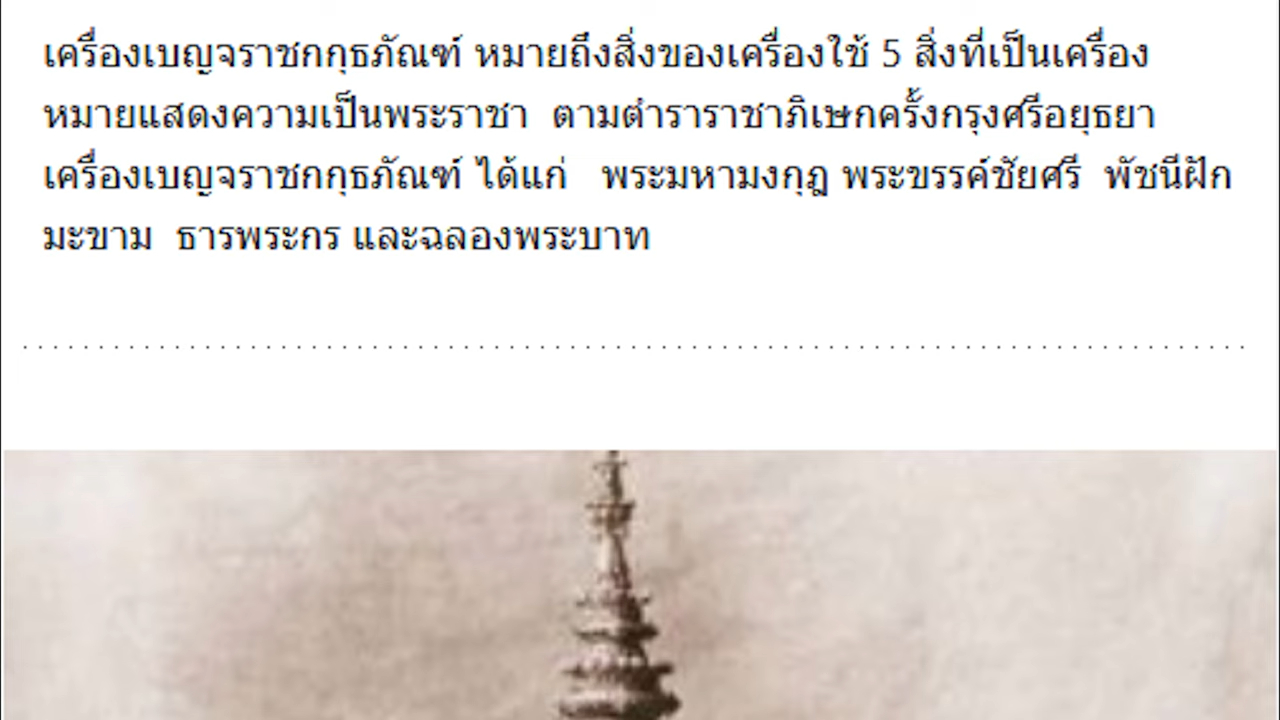 เครื่องเบญจราชกกุธภัณฑ์ หมายถึงสิ่งของเครื่องใช้ 5 สิ่งที่เป็นเครื่อง
หมายแสดงความเป็นพระราชา ตามตำราราชาภิเษกครั้งกรุงศรีอยุธยา
เครื่องเบญจราชกกุธภัณฑ์ ได้แก่ พระมหามงกุฎ พระขรรค์ชัยศรี พัชนีฝัก
มะขาม ธารพระกร และฉลองพระบาท